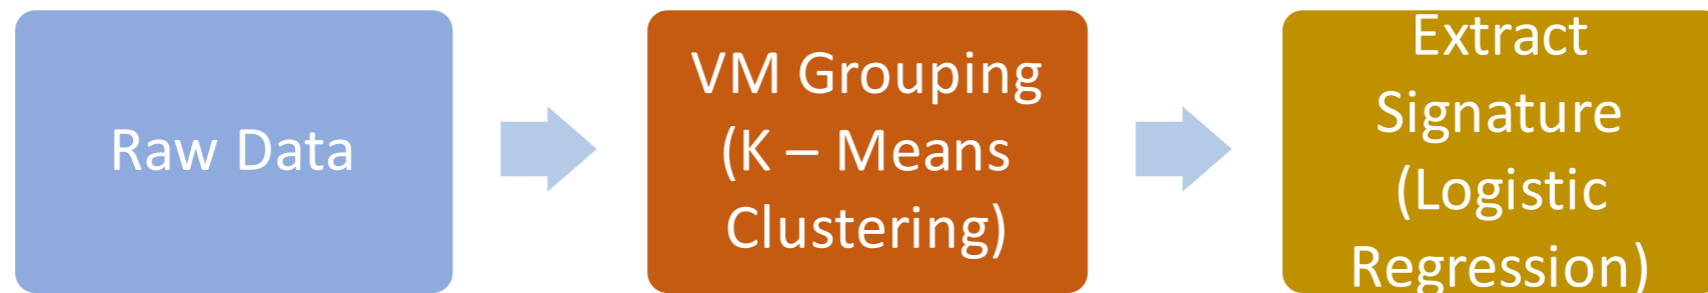 Raw Data
VM Grouping
(K – Means
Clustering)
Extract
Signature
(Logistic
Regression)